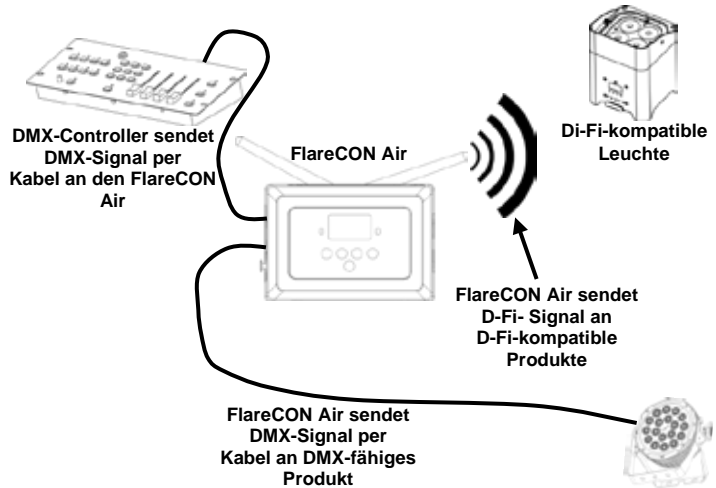 DMX-Controller sendet
DMX-Signal per
Kabel an den FlareCON
Air
FlareCON Air
Di-Fi-kompatible
Leuchte
FlareCON Air sendet
D-Fi- Signal an
D-Fi-kompatible
Produkte
FlareCON Air sendet
DMX-Signal per
Kabel an DMX-fähiges
Produkt